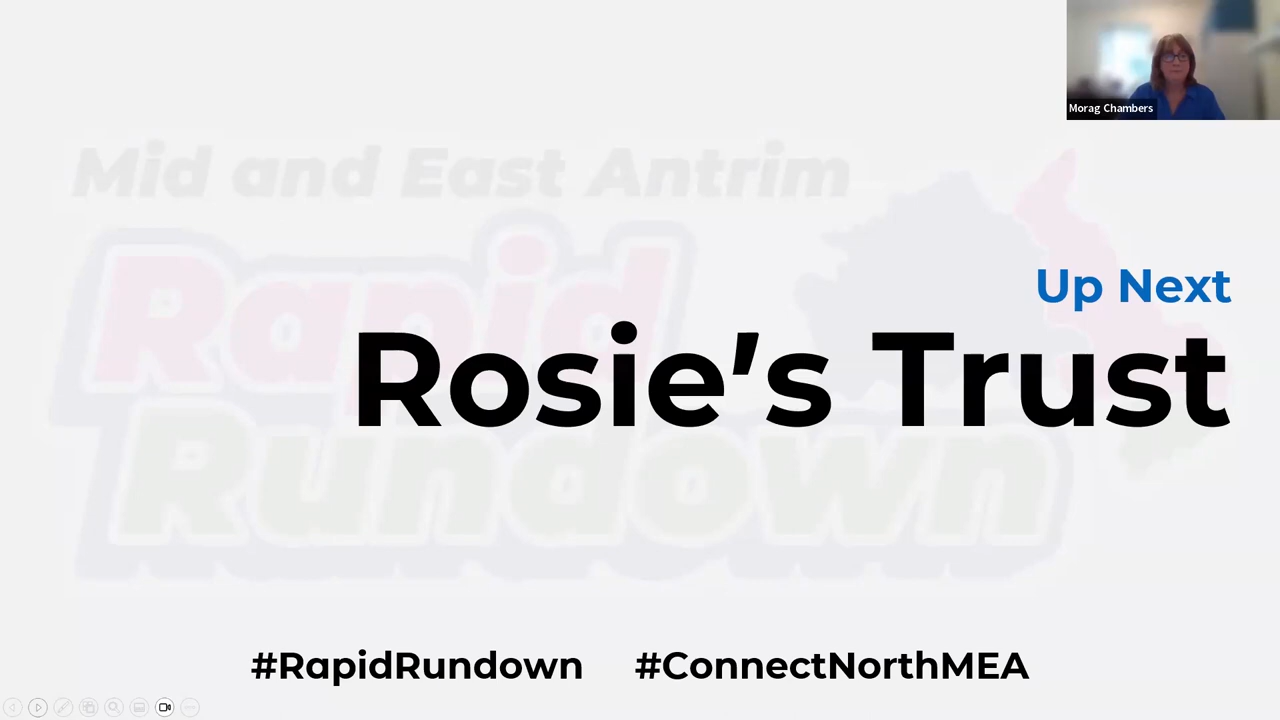 Morag Chambers
Mid and East Antrim
Rapid
Rundown
Up Next
Rosie's Trust
#RapidRundown #ConnectNorthMEA